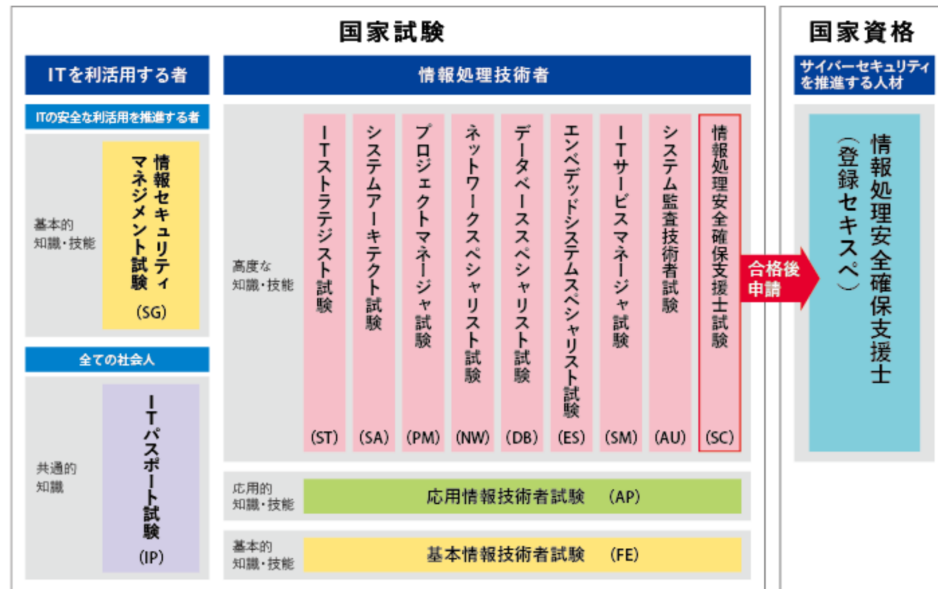 国家試験
ITを利活用する者
ITの安全な利活用を推進する者
基本的
知識・技能
情報セキュリティ
マネジメント試験
(SG)
全ての社会人
共通的
知識
ITパスポート試験
(IP)
情報処理技術者
高度な
知識・技能
ITストラテジスト試験
(ST)
システムアーキテクト試験
(SA)
プロジェクトマネージャ試験
(PM)
ネットワークスペシャリスト試験
(NW)
データベーススペシャリスト試験
(DB)
エンベデッドシステムスペシャリスト試験
(ES)
ITサービスマネージャ試験
(SM)
システム監査技術者試験
(AU)
情報処理安全確保支援士試験
(SC)
応用的
知識・技能
応用情報技術者試験 (AP)
基本的
知識・技能
基本情報技術者試験 (FE)
合格後
申請
国家資格
サイバーセキュリティ
を推進する人材
情報処理安全確保支援士
(登録セキスペ)